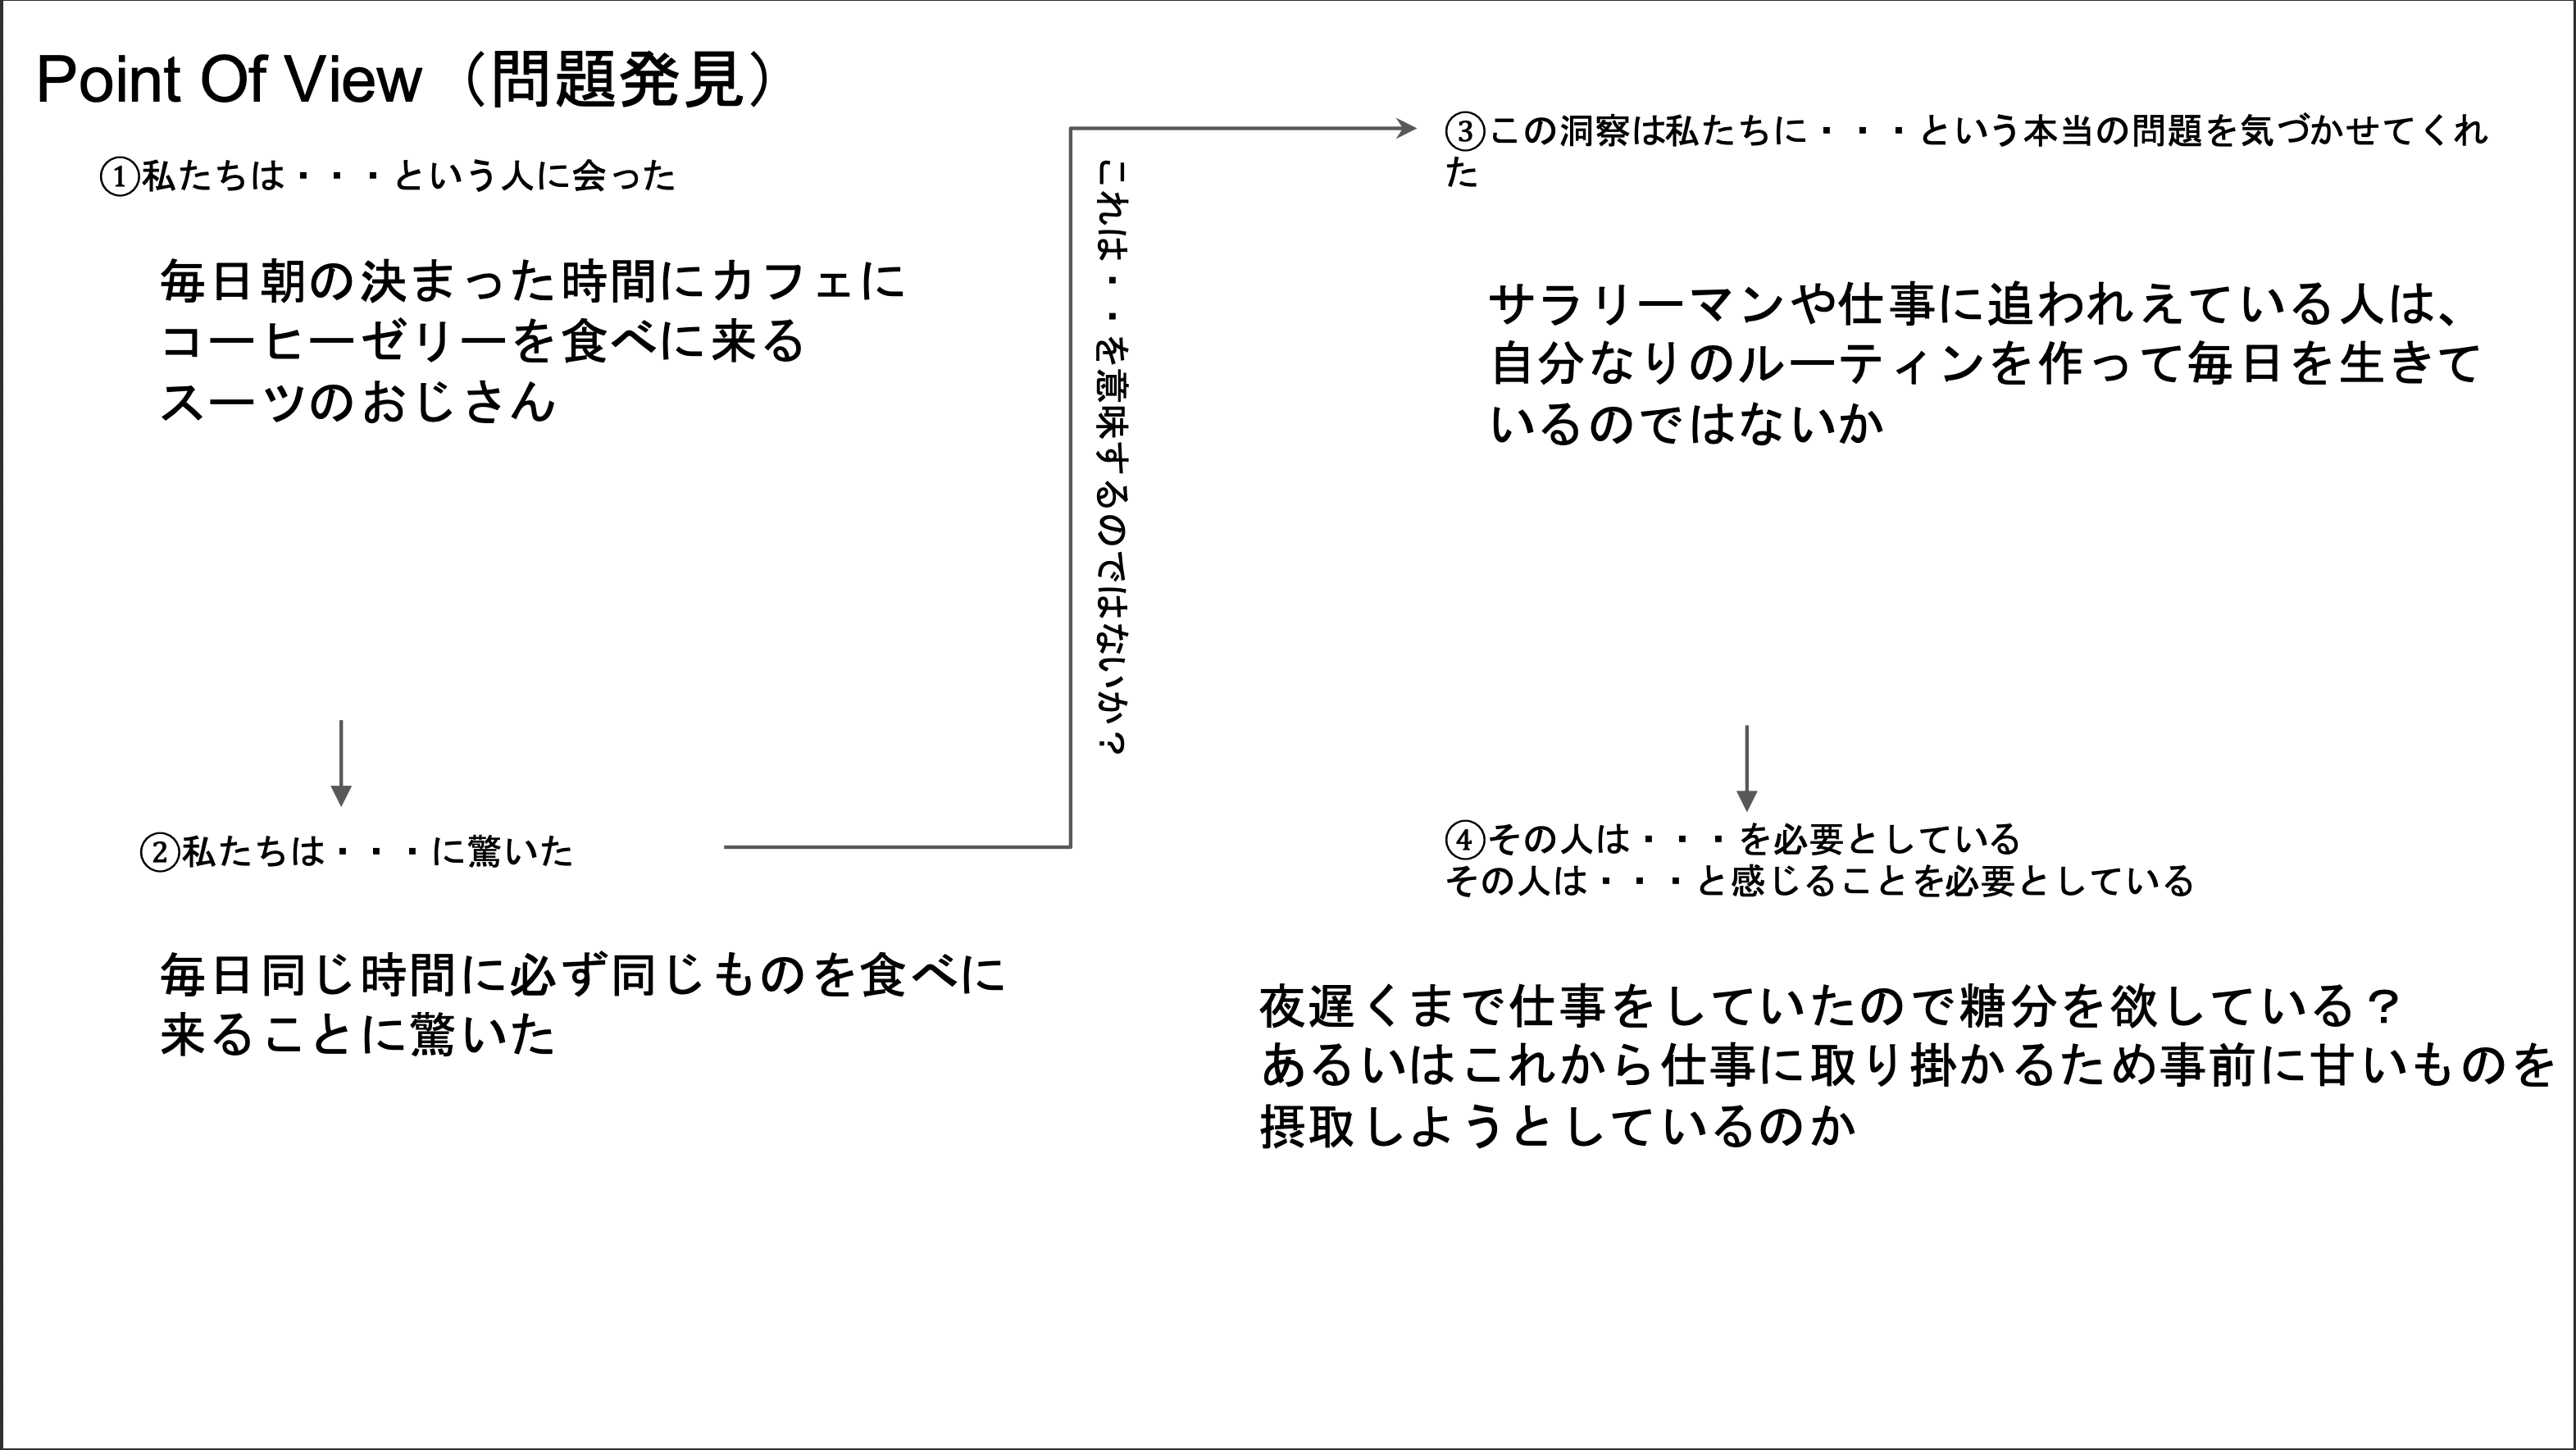 Point Of View（問題発見）
①私たちは・・・という人に会った
毎日朝の決まった時間にカフェに
コーヒーゼリーを食べに来る
スーツのおじさん
②私たちは・・・に驚いた
毎日同じ時間に必ず同じものを食べに
来ることに驚いた
これは・・を意味するのではないか？
③この洞察は私たちに・・・という本当の問題を気づかせてくれ
た
サラリーマンや仕事に追われえている人は、
自分なりのルーティンを作って毎日を生きて
いるのではないか
④その人は・・・を必要としている
その人は・・・と感じることを必要としている
夜遅くまで仕事をしていたので糖分を欲している？
あるいはこれから仕事に取り掛かるため事前に甘いものを
摂取しようとしているのか